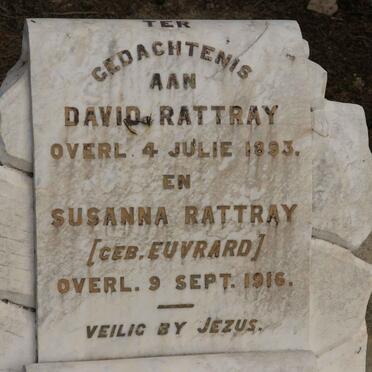 TER
GEDACHTENIS
AAN
DAVID RATTRAY
OVERL. 4 JULIE 1893.
EN
SUSANNA RATTRAY
[GEB. EUVRARD]
OVERL. 9 SEPT. 1916.
VEILIG BY JEZUS.